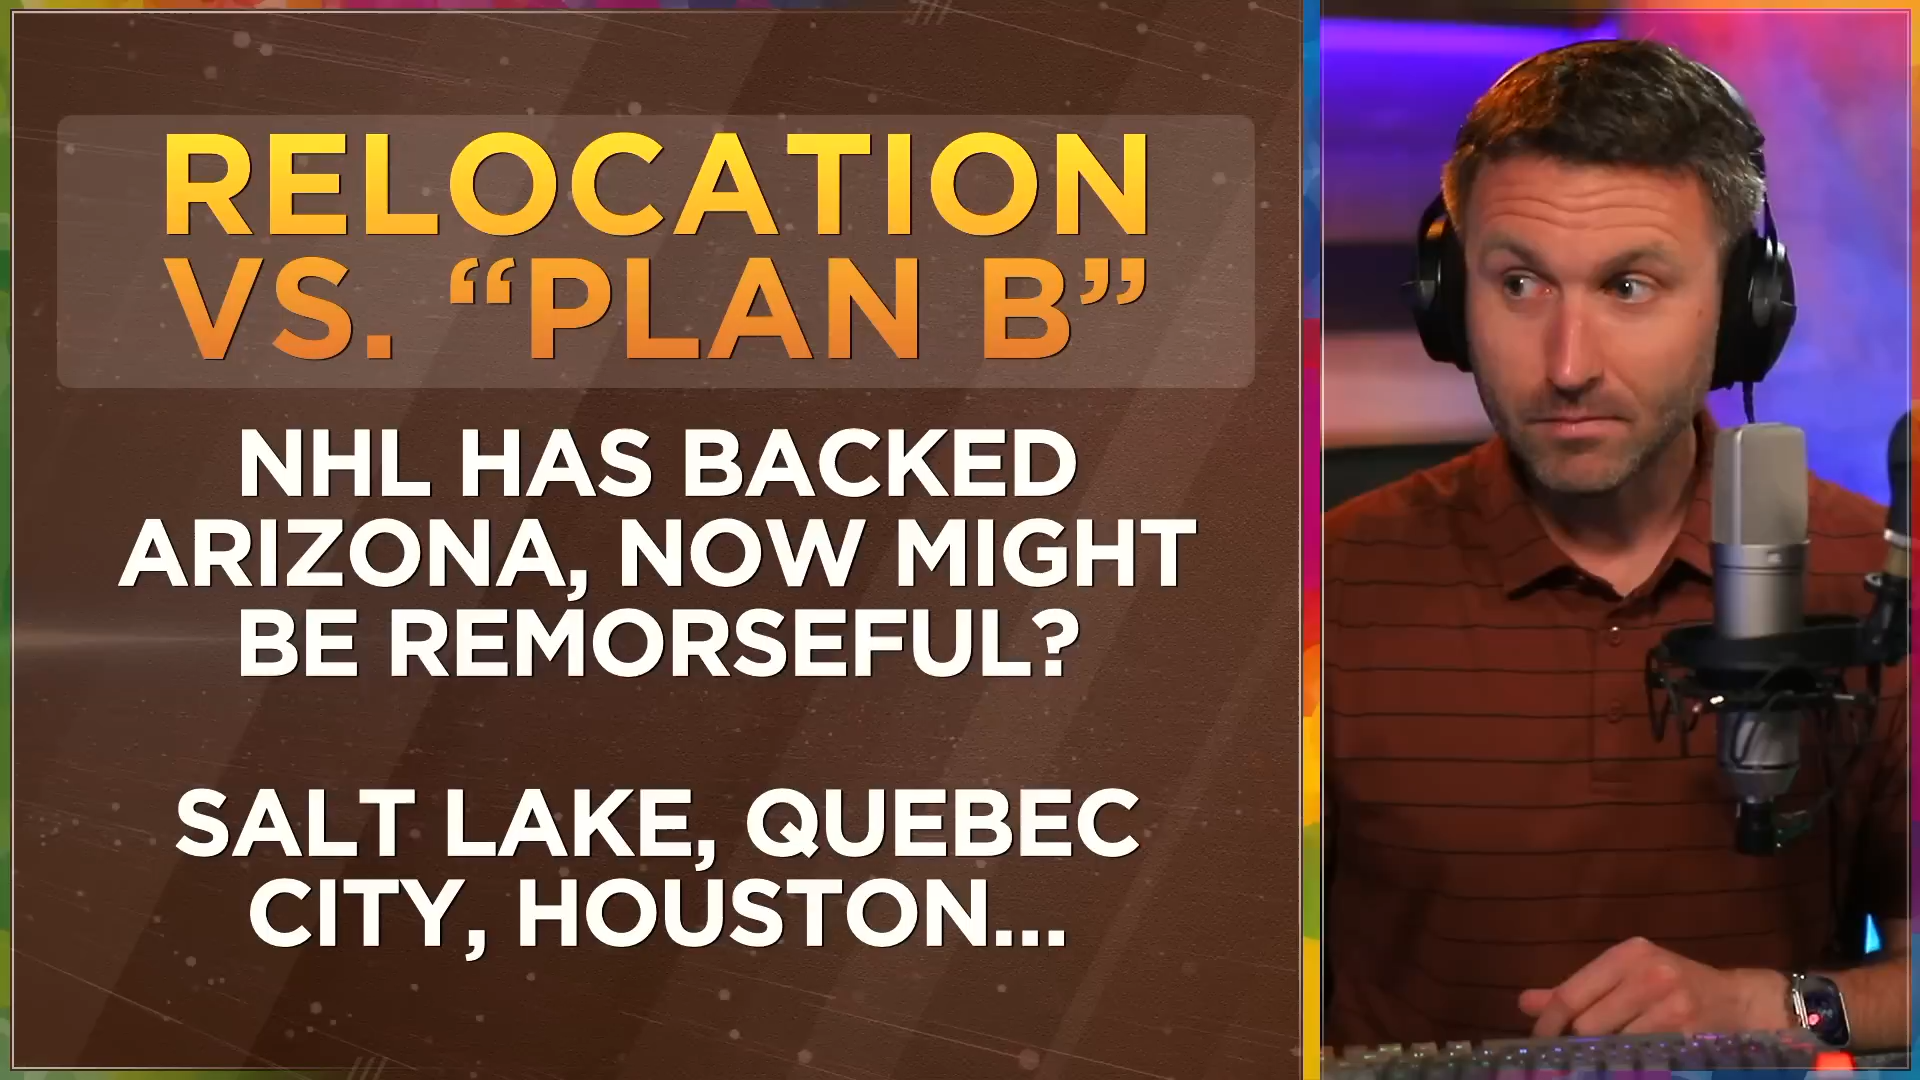 RELOCATION
VS. “PLAN B”
NHL HAS BACKED
ARIZONA, NOW MIGHT
BE REMORSEFUL?
SALT LAKE, QUEBEC
CITY, HOUSTON...